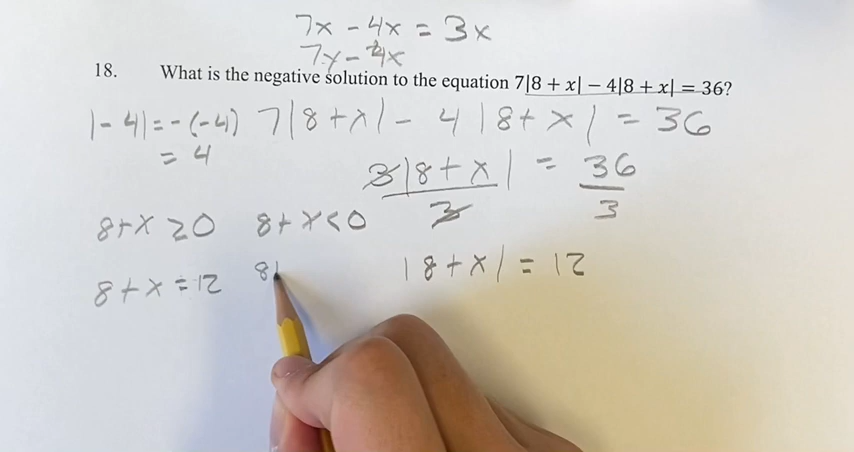 7x - 4x = 3x
7y - 4x
18. What is the negative solution to the equation 7|8 + x| − 4|8 + x| = 36?
|-4| = -(-4) 7|8+x| - 4|8+x| = 36
= 4 3|8+x| = 36
3 3
8+x ≥ 0 8+x<0
8+x = 12 8 |8+x| = 12